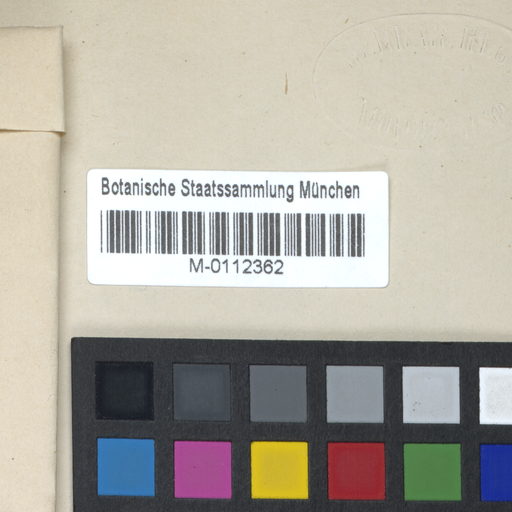 Botanische Staatssammlung München
M-0112362